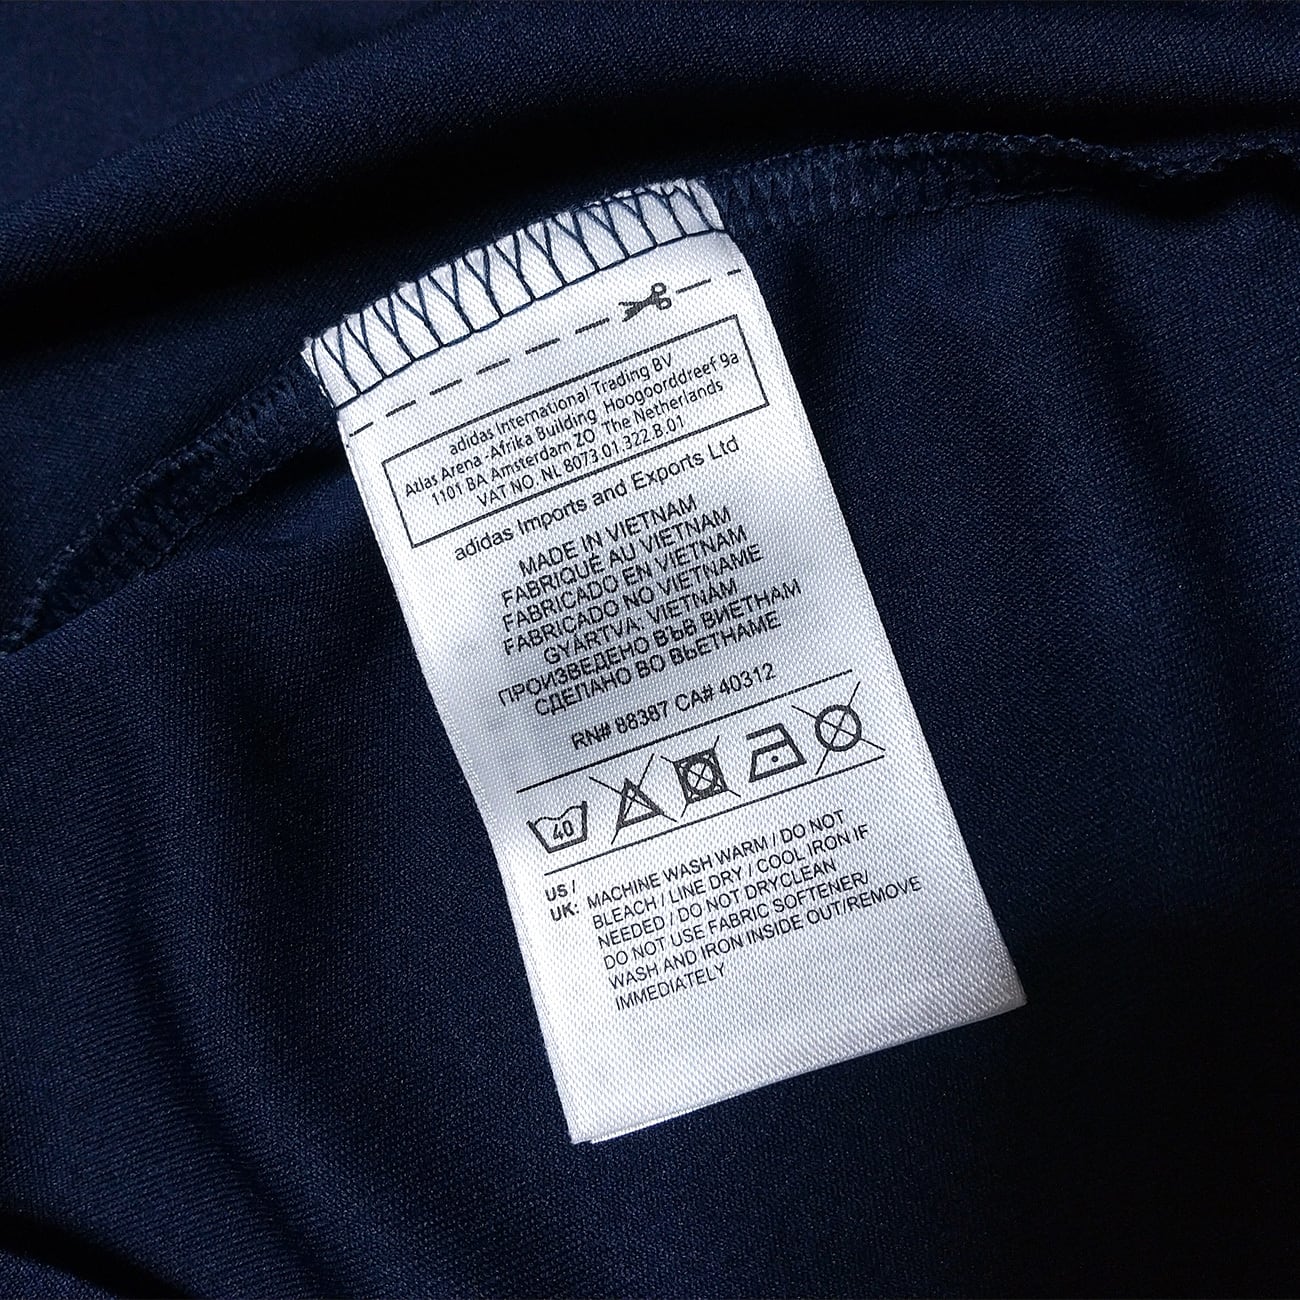 adidas International Trading BV
Atlas Arena -Afrika Building Hoogoorddreef 9a
1101 BA Amsterdam ZO The Netherlands
VAT NO. NL 8073.01.322.B.01
adidas Imports and Exports Ltd
MADE IN VIETNAM
FABRIQUÉ AU VIETNAM
FABRICADO EN VIETNAM
FABRICADO NO VIETNAME
GYÁRTVA: VIETNÁM
ПРОИЗВЕДЕНО ВЪВ ВИЕТНАМ
СДЕЛАНО ВО ВЬЕТНАМЕ
RN# 88387 CA# 40312
40
US / MACHINE WASH WARM / DO NOT
UK: BLEACH / LINE DRY / COOL IRON IF
NEEDED / DO NOT DRYCLEAN
DO NOT USE FABRIC SOFTENER/
WASH AND IRON INSIDE OUT/REMOVE
IMMEDIATELY